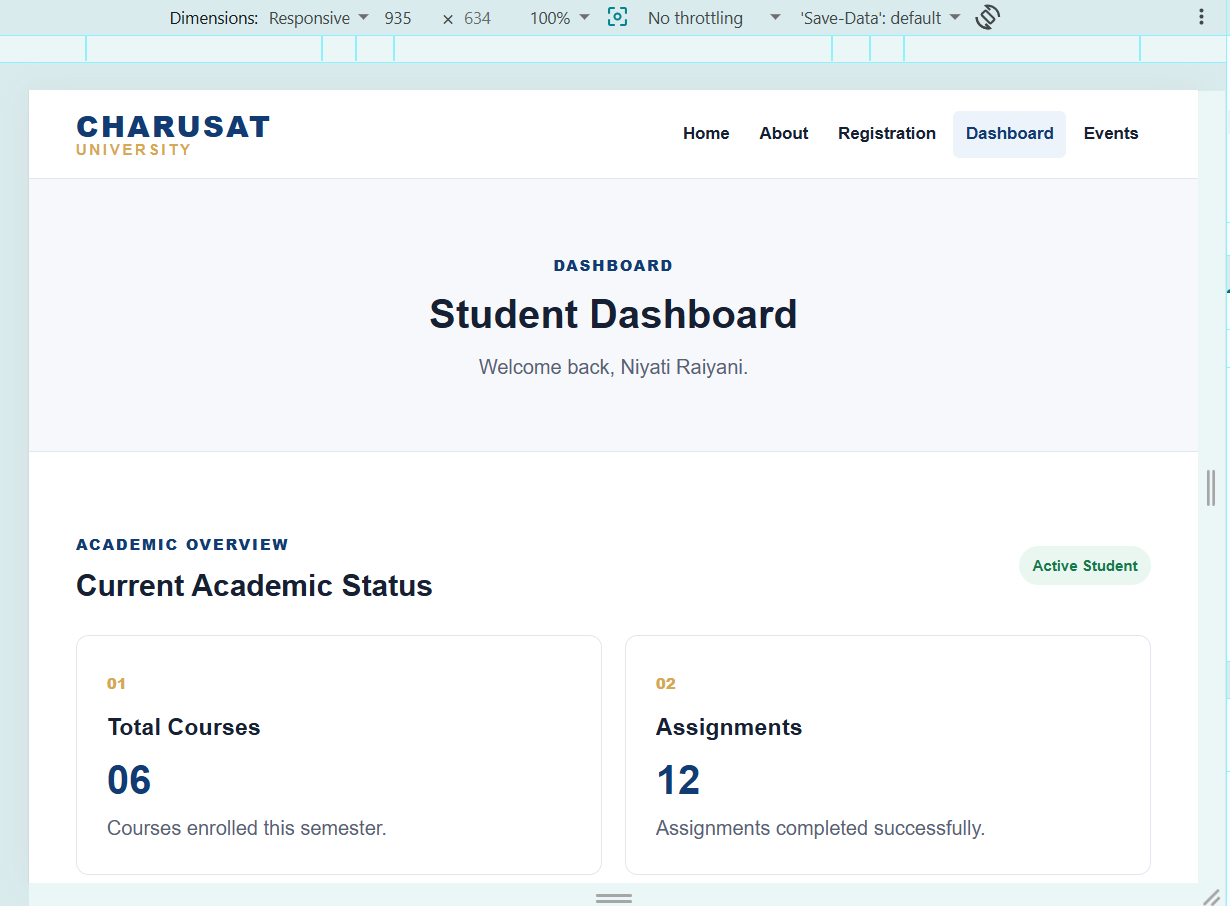 Dimensions: Responsive 935 × 634 100% No throttling 'Save-Data': default
CHARUSAT
UNIVERSITY
Home About Registration Dashboard Events
DASHBOARD
Student Dashboard
Welcome back, Niyati Raiyani.
ACADEMIC OVERVIEW
Current Academic Status
Active Student
01
Total Courses
06
Courses enrolled this semester.
02
Assignments
12
Assignments completed successfully.